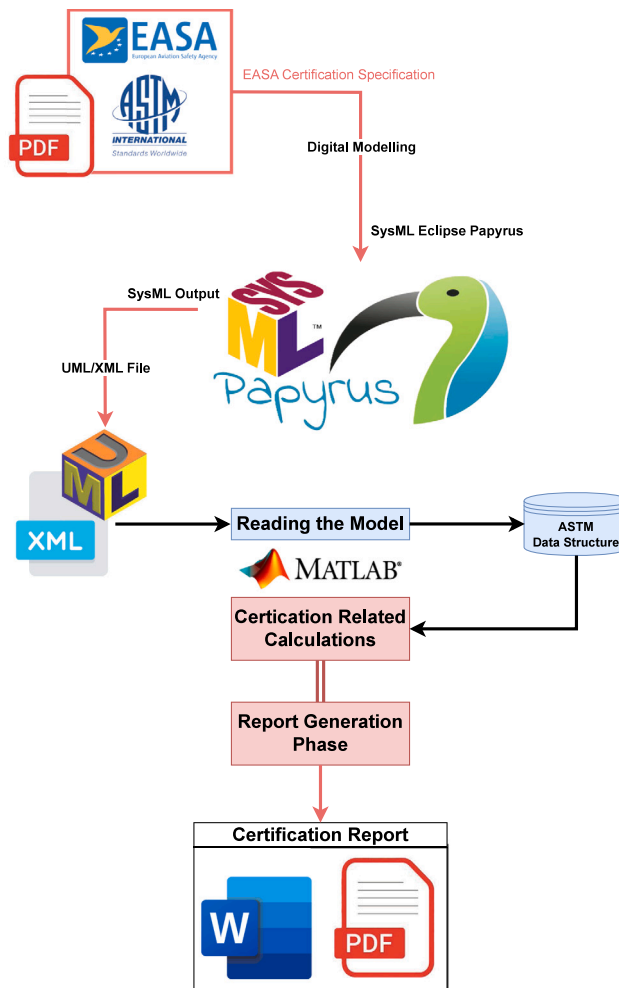 EASA
European Aviation Safety Agency
EASA Certification Specification
ASTM
INTERNATIONAL
Standards Worldwide
PDF
Digital Modelling
SysML Eclipse Papyrus
SysML Output
SYS
ML™
Papyrus
UML/XML File
U
ML
XML
Reading the Model
ASTM
Data Structure
MATLAB®
Certication Related
Calculations
Report Generation
Phase
Certification Report
W
PDF